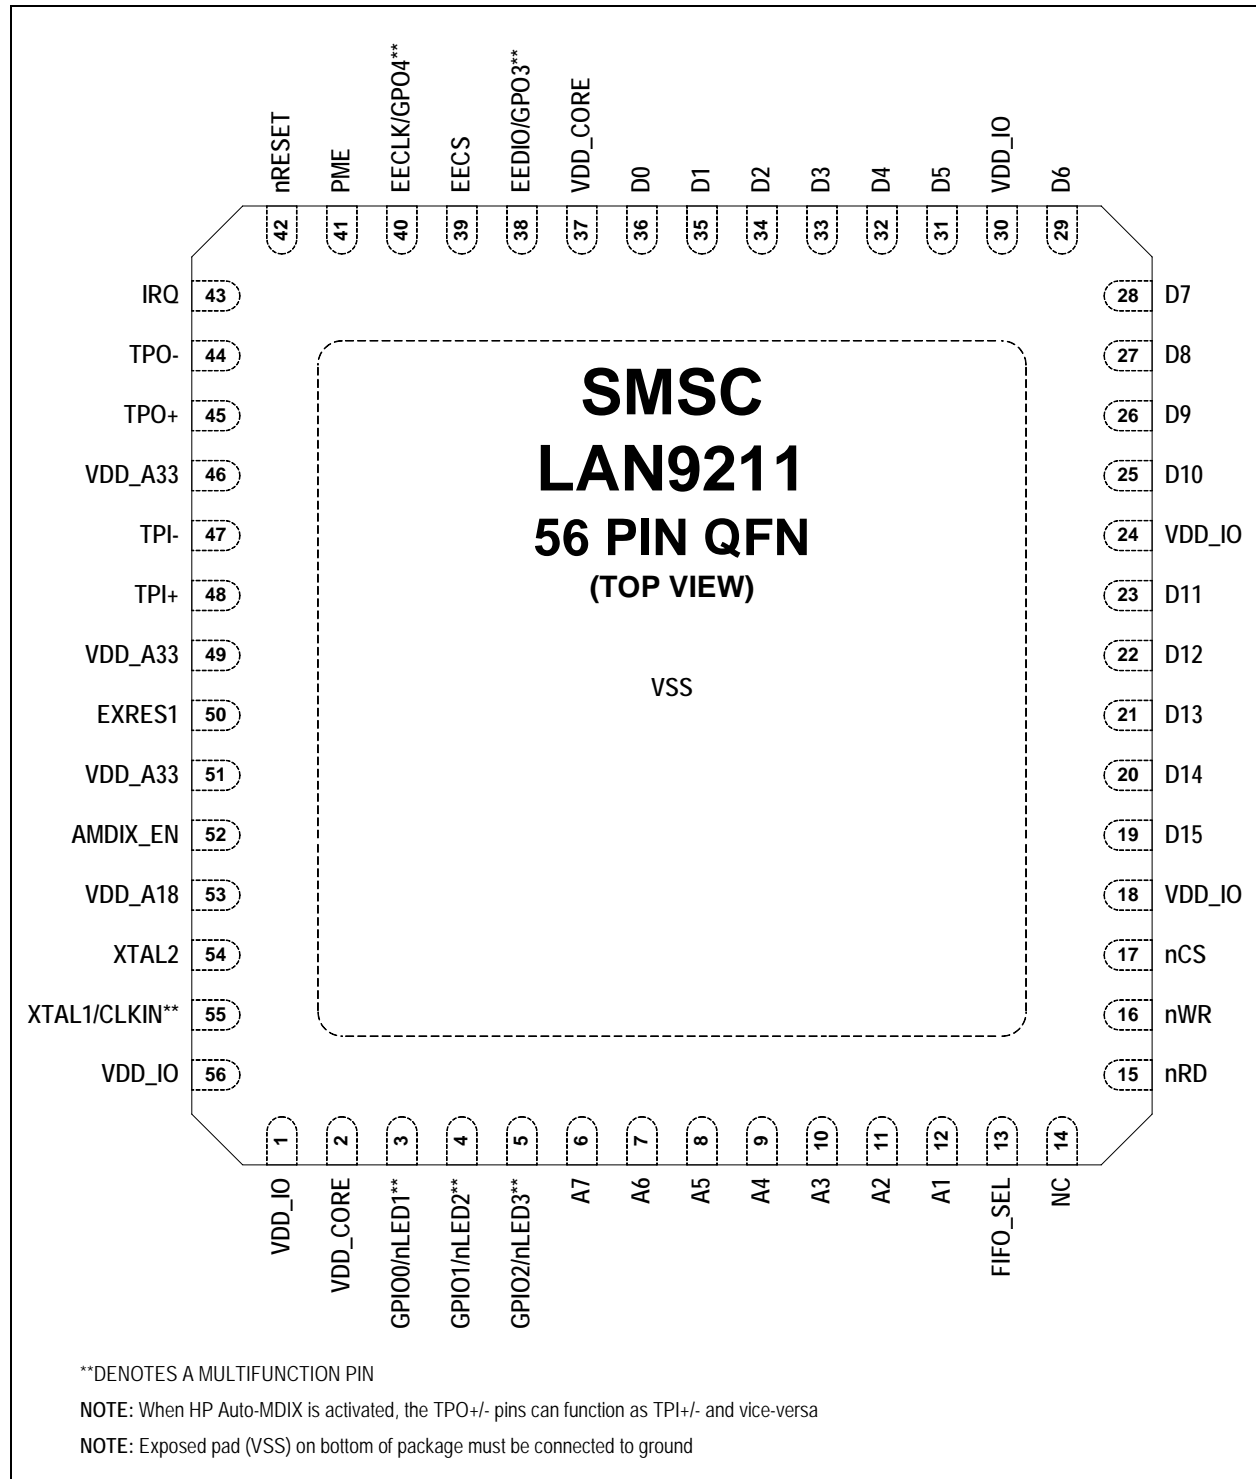 nRESET
PME
EECLK/GPO4**
EECS
EEDIO/GPO3**
VDD_CORE
D0
D1
D2
D3
D4
D5
VDD_IO
D6
42
41
40
39
38
37
36
35
34
33
32
31
30
29
IRQ 43
28 D7
TPO- 44
27 D8
TPO+ 45
26 D9
VDD_A33 46
25 D10
TPI- 47
24 VDD_IO
TPI+ 48
23 D11
VDD_A33 49
22 D12
EXRES1 50
21 D13
VDD_A33 51
20 D14
AMDIX_EN 52
19 D15
VDD_A18 53
18 VDD_IO
XTAL2 54
17 nCS
XTAL1/CLKIN** 55
16 nWR
VDD_IO 56
15 nRD
SMSC
LAN9211
56 PIN QFN
(TOP VIEW)
VSS
1
2
3
4
5
6
7
8
9
10
11
12
13
14
VDD_IO
VDD_CORE
GPIO0/nLED1**
GPIO1/nLED2**
GPIO2/nLED3**
A7
A6
A5
A4
A3
A2
A1
FIFO_SEL
NC
**DENOTES A MULTIFUNCTION PIN
NOTE: When HP Auto-MDIX is activated, the TPO+/- pins can function as TPI+/- and vice-versa
NOTE: Exposed pad (VSS) on bottom of package must be connected to ground